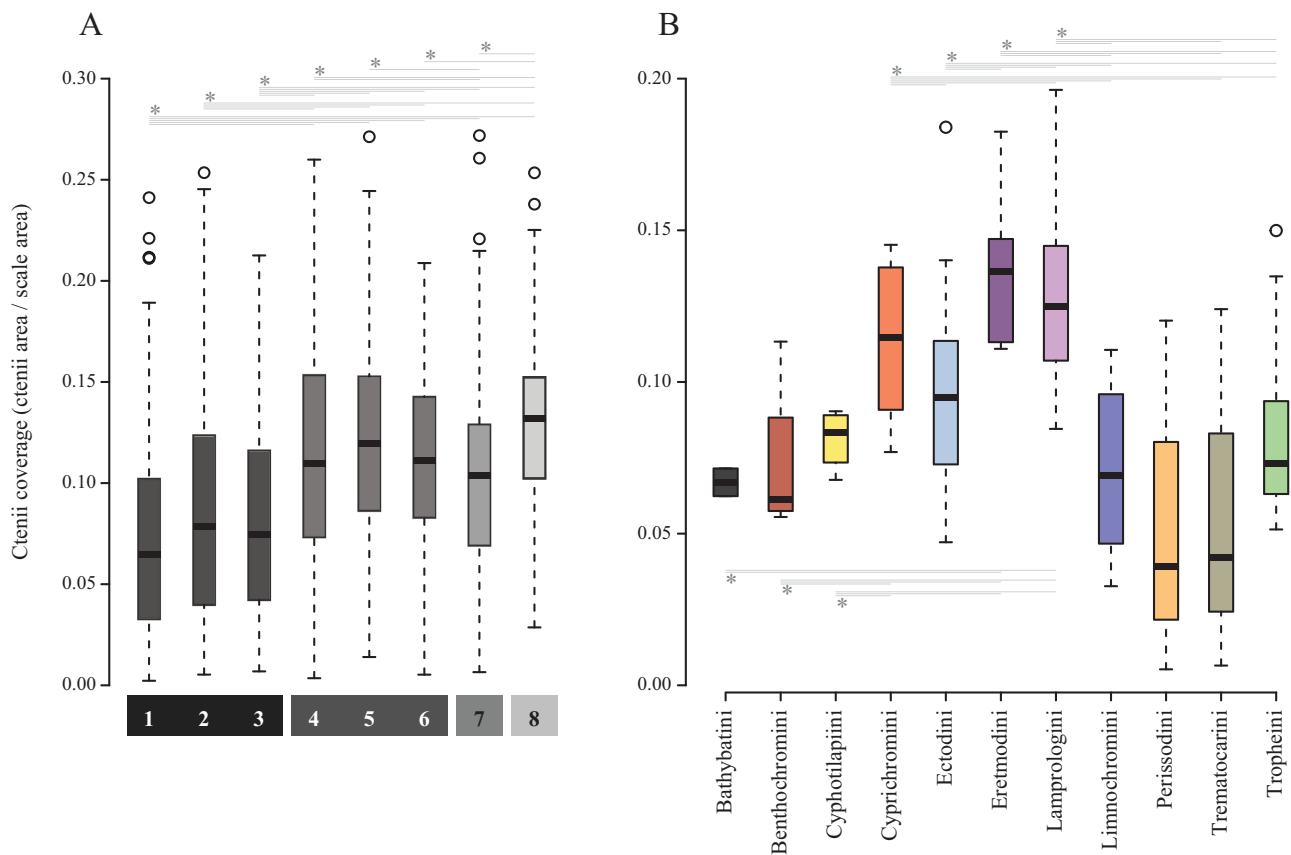 A
B
Ctenii coverage (ctenii area / scale area)
0.30
0.25
0.20
0.15
0.10
0.05
0.00
* * * * * * *
1 2 3 4 5 6 7 8
0.20
0.15
0.10
0.05
0.00
* * * *
* * *
Bathybatini
Benthochromini
Cyphotilapiini
Cyprichromini
Ectodini
Eretmodini
Lamprologini
Limnochromini
Perissodini
Trematocarini
Tropheini